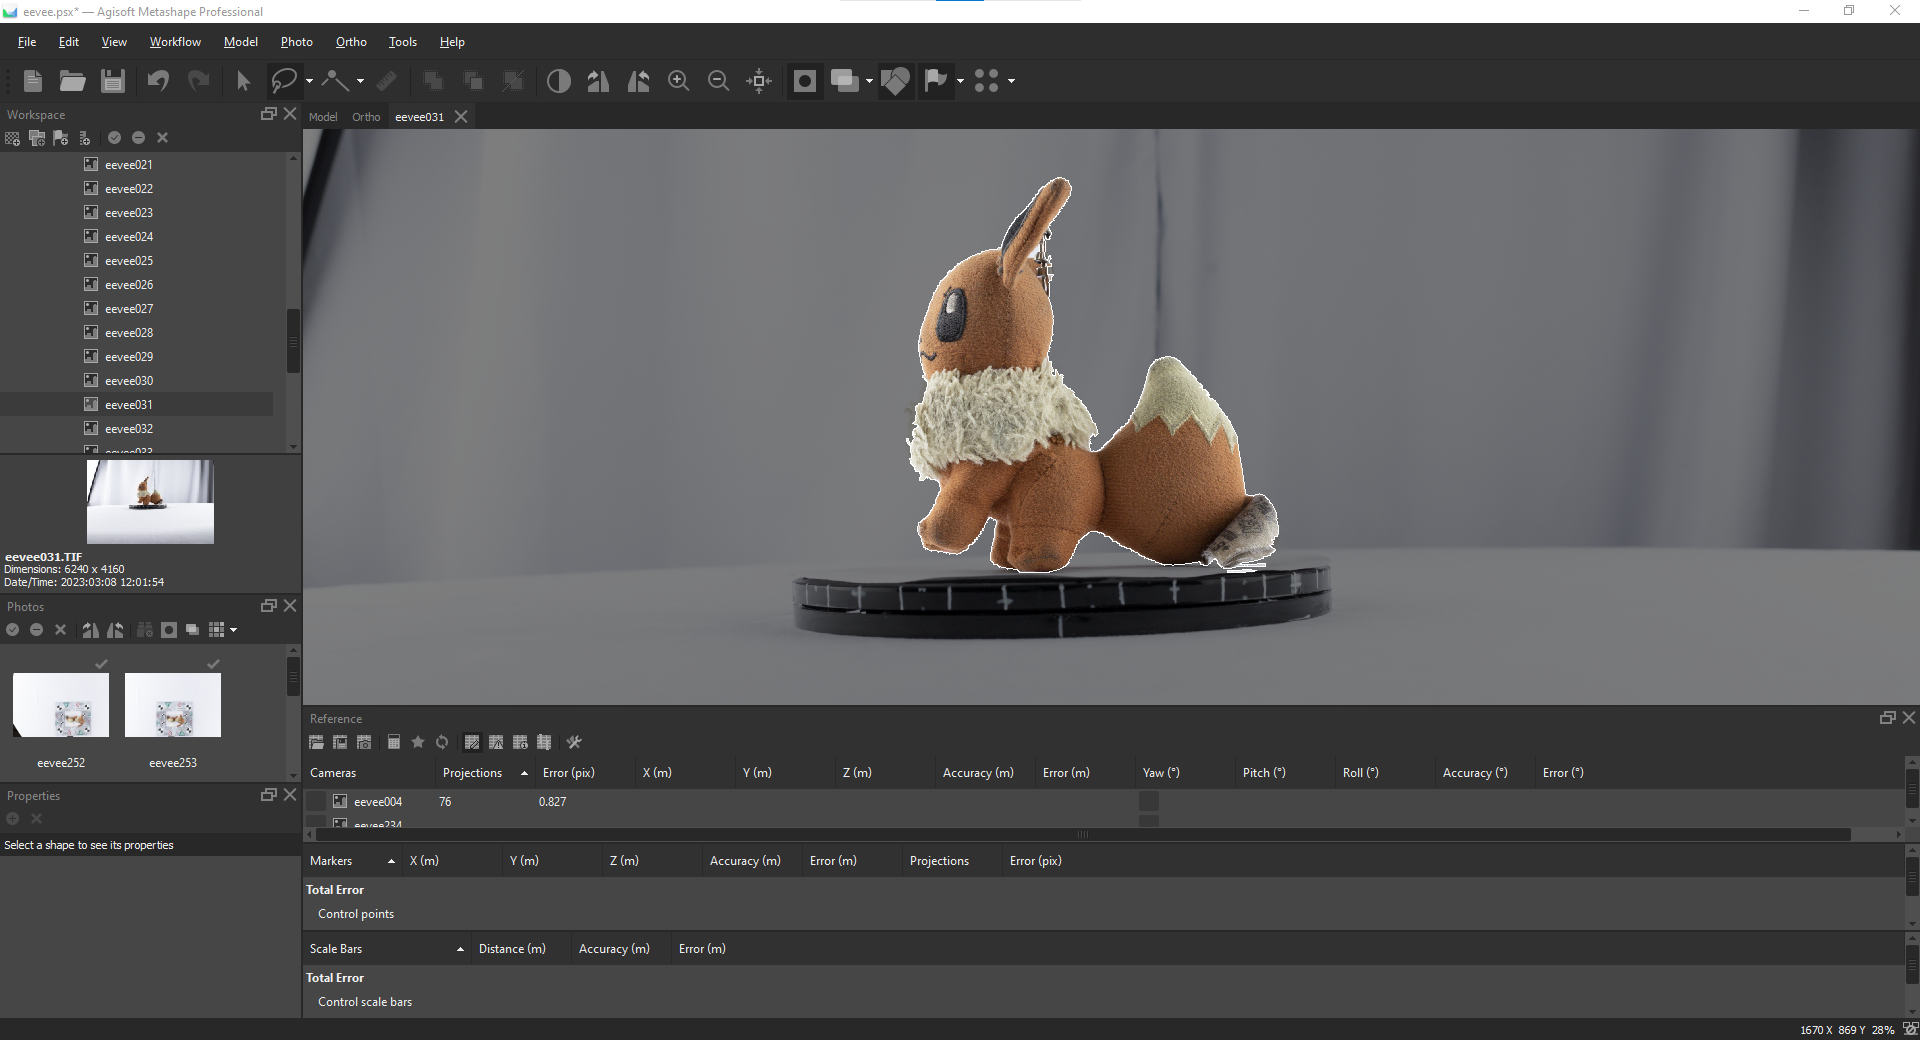 eevee.psx* — Agisoft Metashape Professional
File Edit View Workflow Model Photo Ortho Tools Help
Workspace
Model Ortho eevee031
eevee021
eevee022
eevee023
eevee024
eevee025
eevee026
eevee027
eevee028
eevee029
eevee030
eevee031
eevee032
eevee033
eevee031.TIF
Dimensions: 6240 x 4160
Date/Time: 2023:03:08 12:01:54
Photos
eevee252 eevee253
Properties
Select a shape to see its properties
Reference
Cameras Projections Error (pix) X (m) Y (m) Z (m) Accuracy (m) Error (m) Yaw (°) Pitch (°) Roll (°) Accuracy (°) Error (°)
eevee004 76 0.827
eevee234
Markers X (m) Y (m) Z (m) Accuracy (m) Error (m) Projections Error (pix)
Total Error
Control points
Scale Bars Distance (m) Accuracy (m) Error (m)
Total Error
Control scale bars
1670 X 869 Y 28%